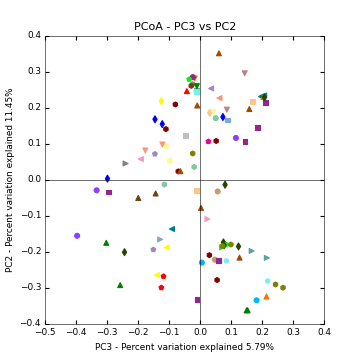 PCoA - PC3 vs PC2
0.4
0.3
0.2
0.1
0.0
−0.1
−0.2
−0.3
−0.4
PC2 - Percent variation explained 11.45%
−0.5 −0.4 −0.3 −0.2 −0.1 0.0 0.1 0.2 0.3 0.4
PC3 - Percent variation explained 5.79%